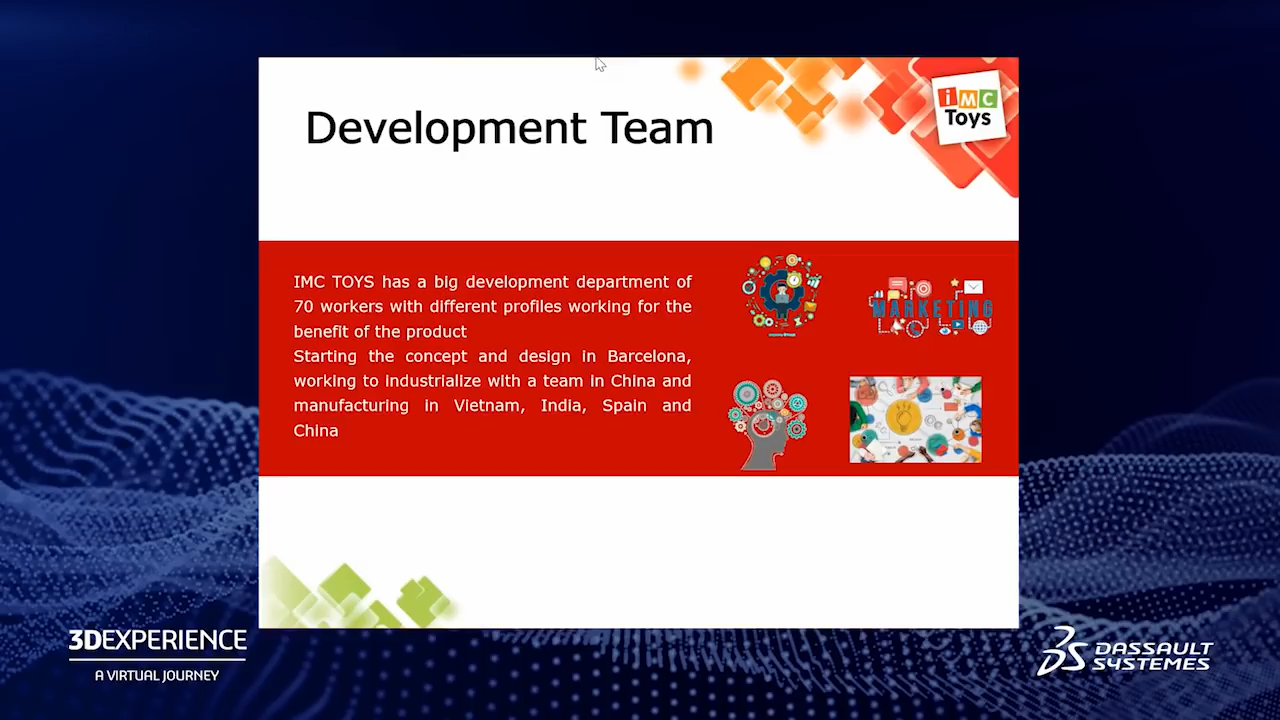 Development Team
iMC
Toys
IMC TOYS has a big development department of
70 workers with different profiles working for the
benefit of the product
Starting the concept and design in Barcelona,
working to industrialize with a team in China and
manufacturing in Vietnam, India, Spain and
China
MARKETING
3DEXPERIENCE
A VIRTUAL JOURNEY
DASSAULT
SYSTEMES